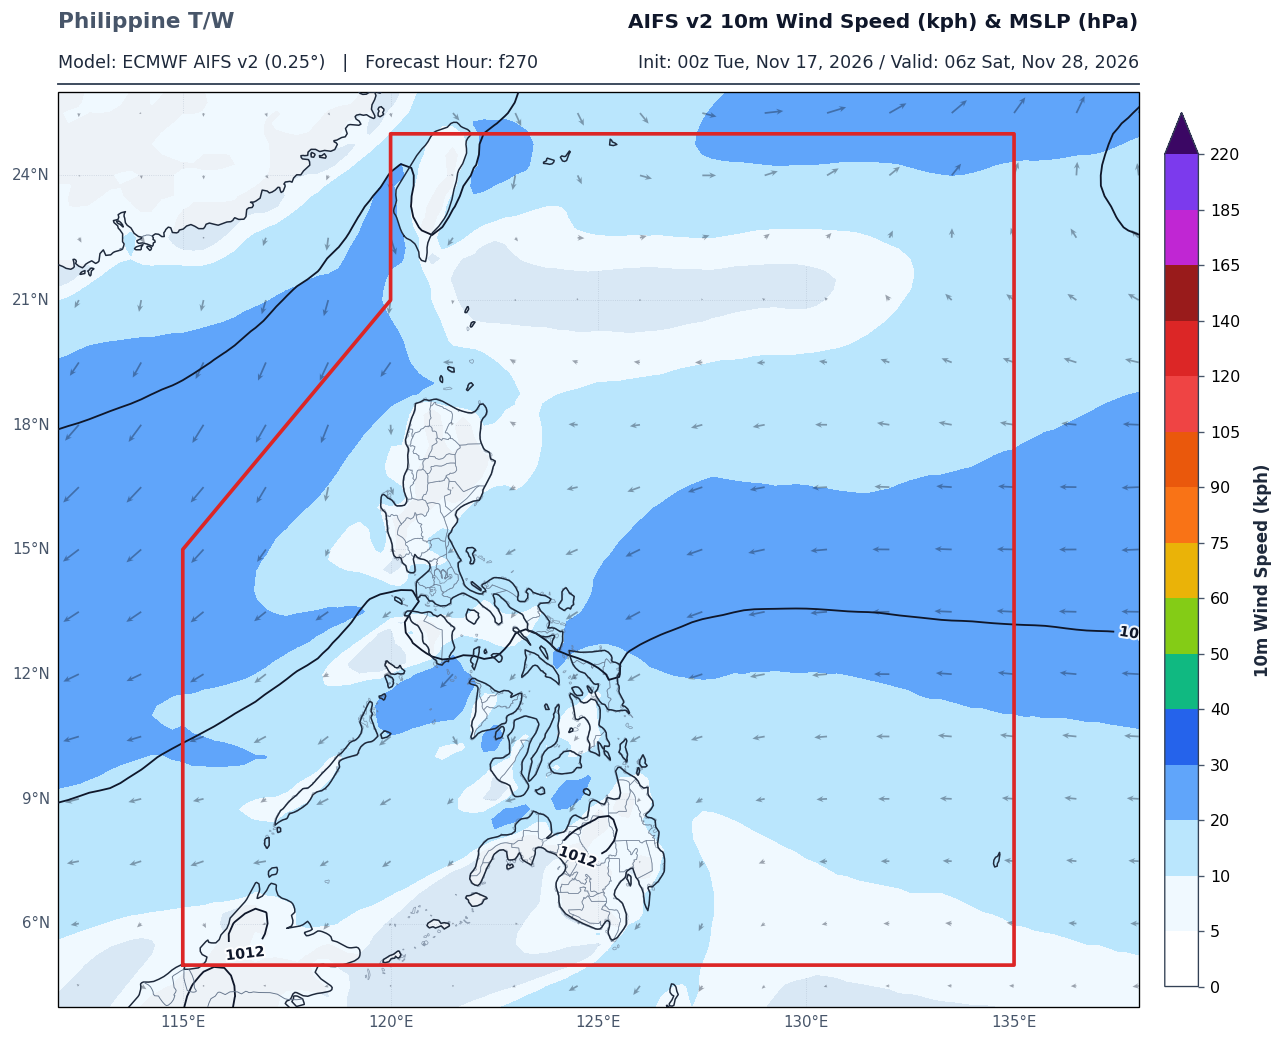 Philippine T/W
AIFS v2 10m Wind Speed (kph) & MSLP (hPa)
Model: ECMWF AIFS v2 (0.25°) | Forecast Hour: f270
Init: 00z Tue, Nov 17, 2026 / Valid: 06z Sat, Nov 28, 2026
24°N
21°N
18°N
15°N
12°N
9°N
6°N
10
1012
1012
115°E
120°E
125°E
130°E
135°E
220
185
165
140
120
105
90
75
60
50
40
30
20
10
5
0
10m Wind Speed (kph)